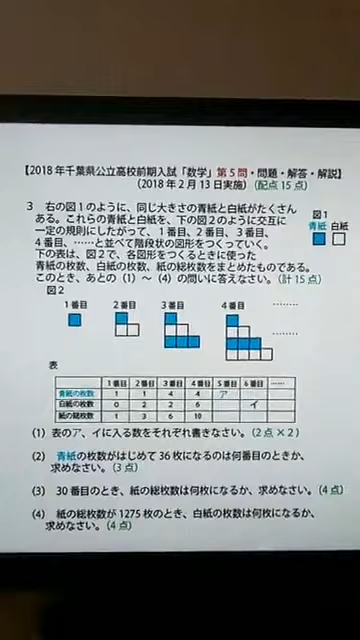 【2018年千葉県公立高校前期入試「数学」第5問・問題・解答・解説】
(2018年2月13日実施)(配点15点)
3 右の図1のように、同じ大きさの青紙と白紙がたくさん
ある。これらの青紙と白紙を、下の図2のように交互に
一定の規則にしたがって、1番目、2番目、3番目、
4番目、……と並べて階段状の図形をつくっていく。
下の表は、図2で、各図形をつくるときに使った
青紙の枚数、白紙の枚数、紙の総枚数をまとめたものである。
このとき、あとの(1)~(4)の問いに答えなさい。(計15点)
図1
青紙 白紙
図2
1番目 2番目 3番目 4番目 ………
………
表
1番目 2番目 3番目 4番目 5番目 6番目 ……
青紙の枚数 1 1 4 4 ア
白紙の枚数 0 2 2 6 イ
紙の総枚数 1 3 6 10
(1) 表のア、イに入る数をそれぞれ書きなさい。(2点×2)
(2) 青紙の枚数がはじめて36枚になるのは何番目のときか、
求めなさい。(3点)
(3) 30番目のとき、紙の総枚数は何枚になるか、求めなさい。(4点)
(4) 紙の総枚数が1275枚のとき、白紙の枚数は何枚になるか、
求めなさい。(4点)